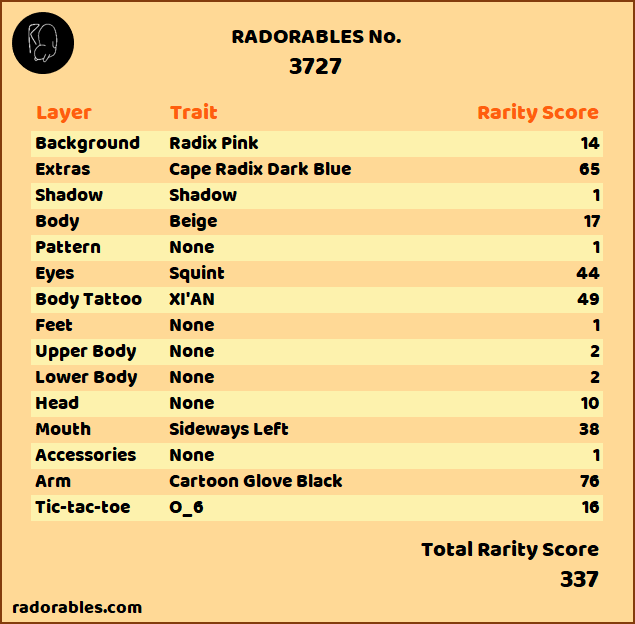 RADORABLES No.
3727
Layer Trait Rarity Score
Background Radix Pink 14
Extras Cape Radix Dark Blue 65
Shadow Shadow 1
Body Beige 17
Pattern None 1
Eyes Squint 44
Body Tattoo XI'AN 49
Feet None 1
Upper Body None 2
Lower Body None 2
Head None 10
Mouth Sideways Left 38
Accessories None 1
Arm Cartoon Glove Black 76
Tic-tac-toe O_6 16
Total Rarity Score
337
radorables.com